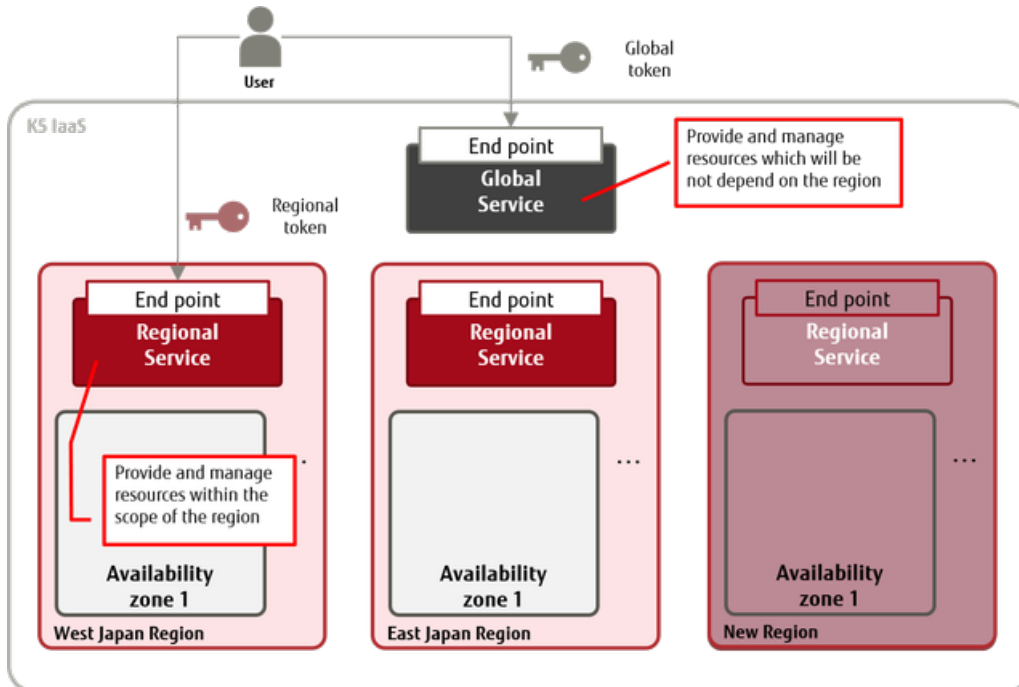 User
Global
token
K5 IaaS
End point
Global
Service
Provide and manage
resources which will be
not depend on the region
Regional
token
End point
Regional
Service
Provide and manage
resources within the
scope of the region
Availability
zone 1
West Japan Region
End point
Regional
Service
...
Availability
zone 1
East Japan Region
End point
Regional
Service
...
Availability
zone 1
New Region